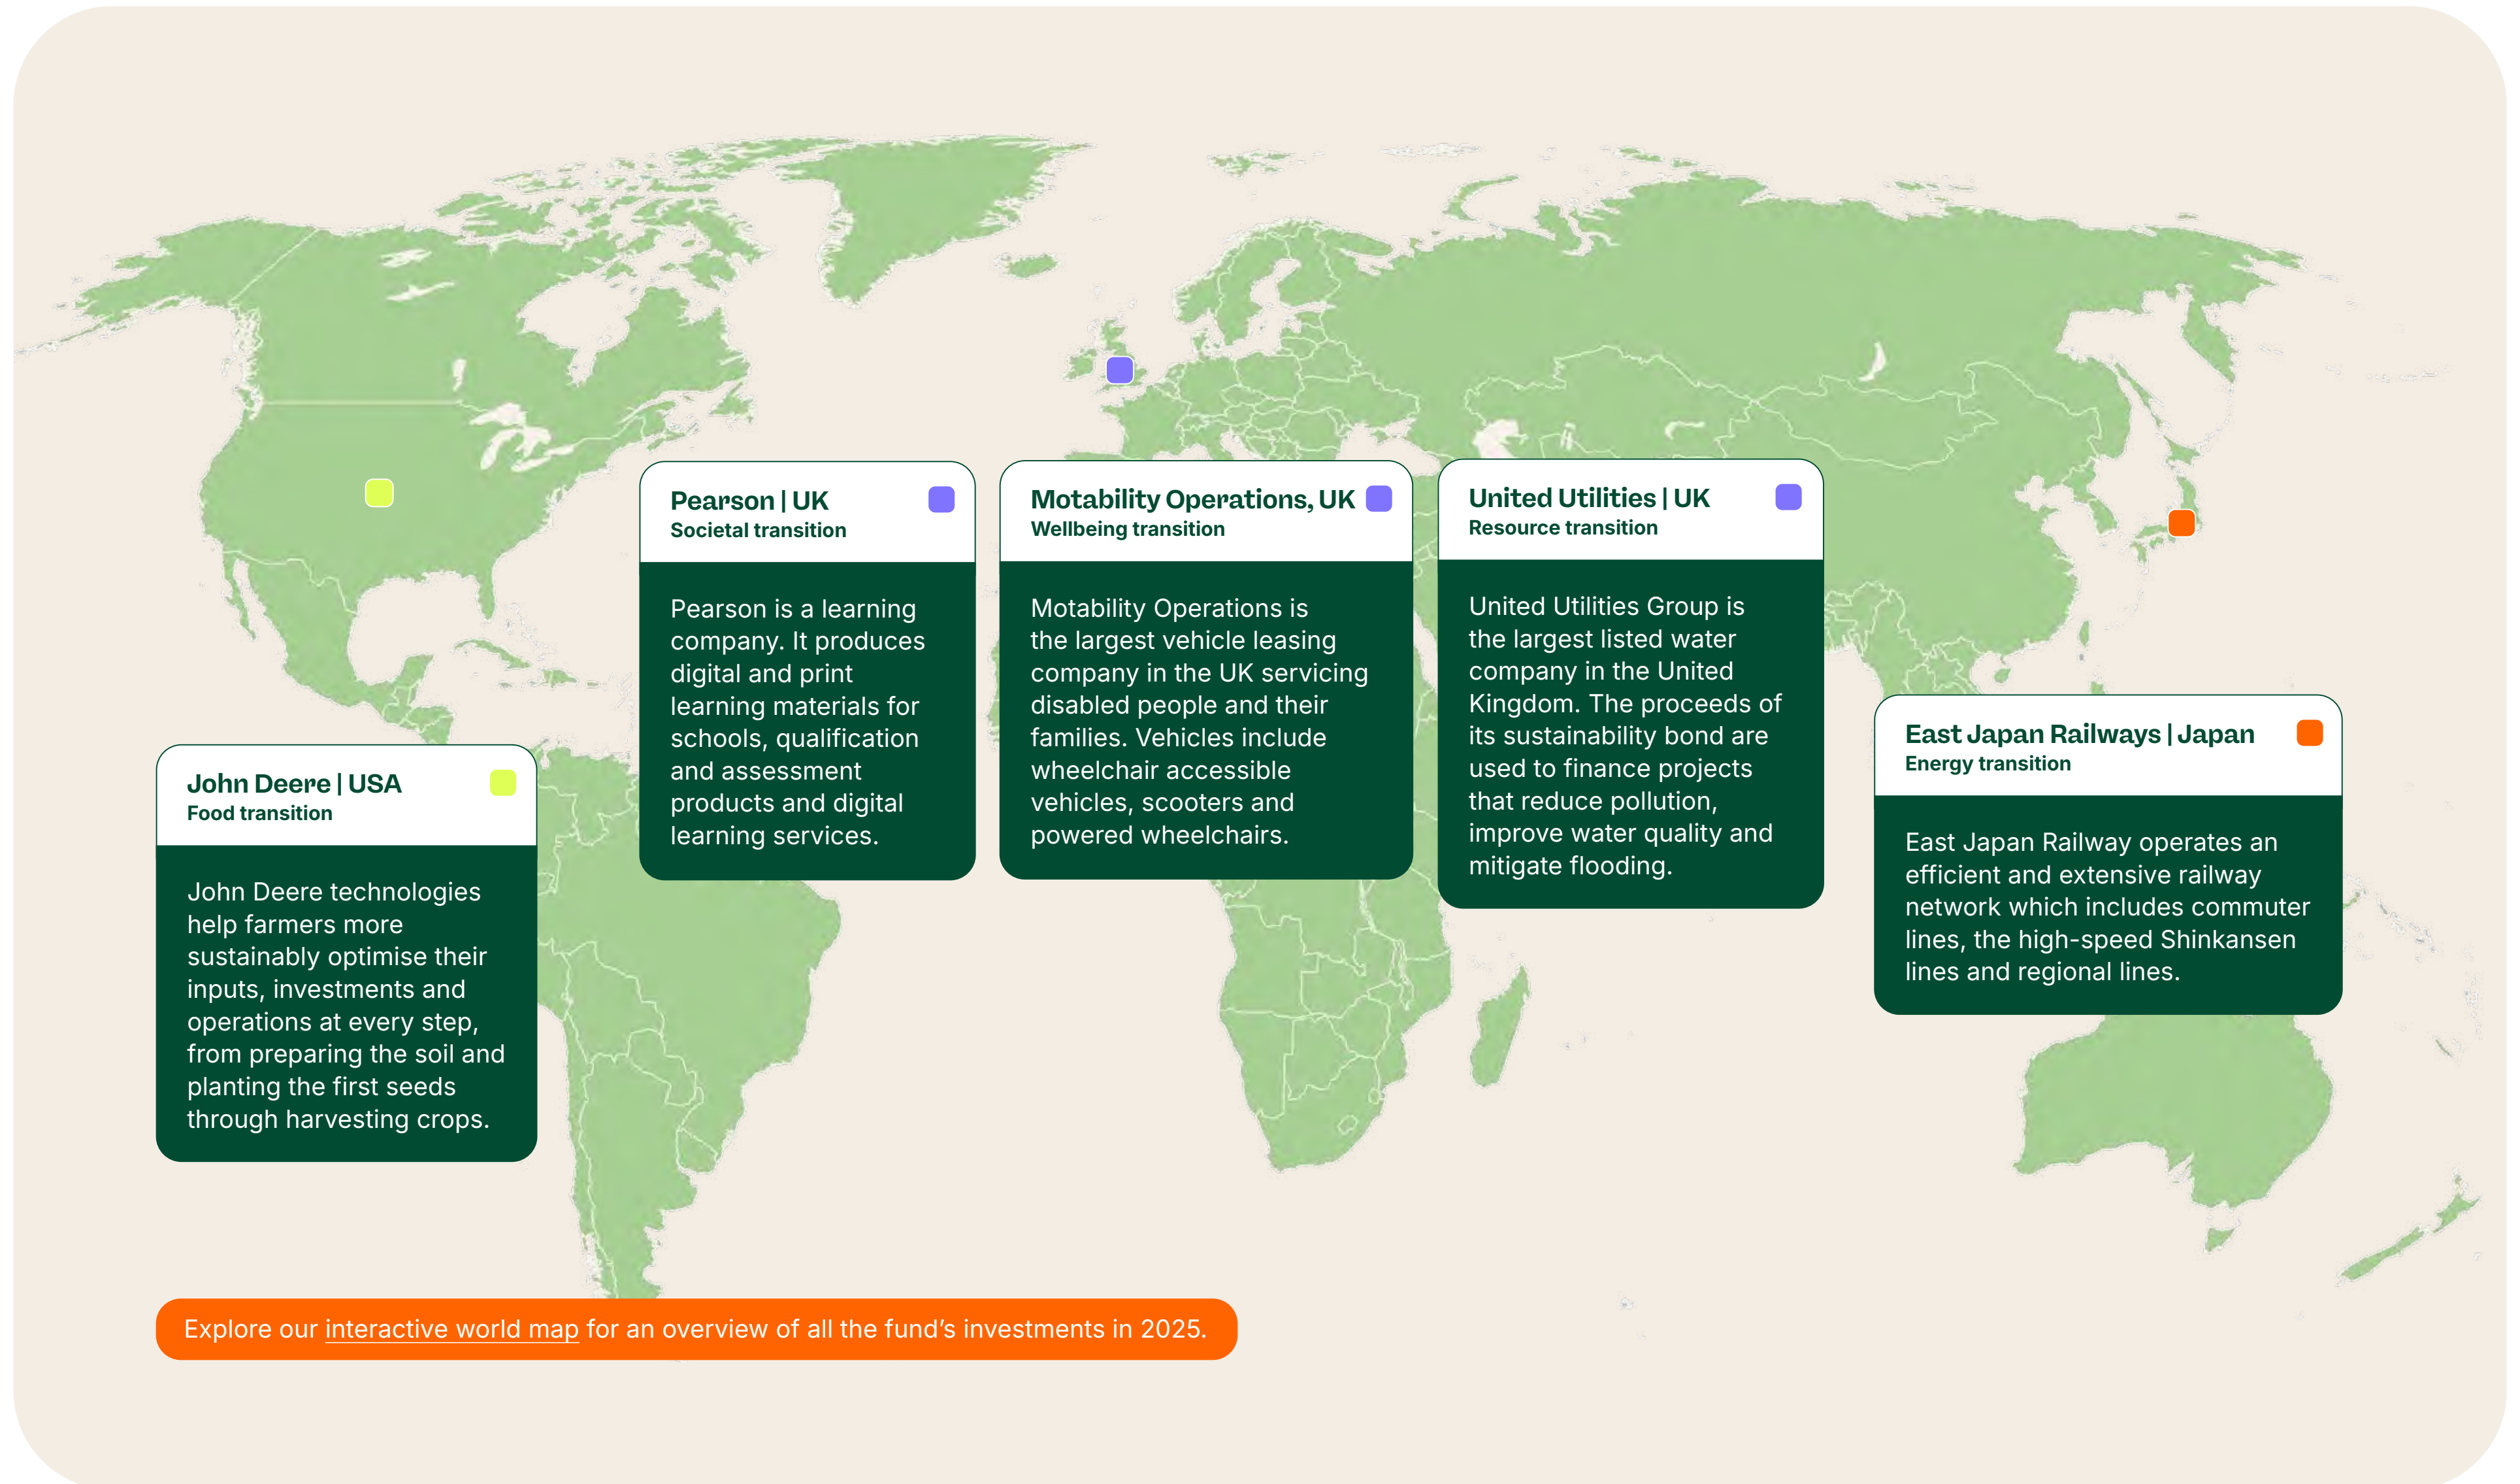 Pearson | UK
Societal transition
Pearson is a learning
company. It produces
digital and print
learning materials for
schools, qualification
and assessment
products and digital
learning services.
Motability Operations, UK
Wellbeing transition
Motability Operations is
the largest vehicle leasing
company in the UK servicing
disabled people and their
families. Vehicles include
wheelchair accessible
vehicles, scooters and
powered wheelchairs.
United Utilities | UK
Resource transition
United Utilities Group is
the largest listed water
company in the United
Kingdom. The proceeds of
its sustainability bond are
used to finance projects
that reduce pollution,
improve water quality and
mitigate flooding.
East Japan Railways | Japan
Energy transition
East Japan Railway operates an
efficient and extensive railway
network which includes commuter
lines, the high-speed Shinkansen
lines and regional lines.
John Deere | USA
Food transition
John Deere technologies
help farmers more
sustainably optimise their
inputs, investments and
operations at every step,
from preparing the soil and
planting the first seeds
through harvesting crops.
Explore our interactive world map for an overview of all the fund's investments in 2025.